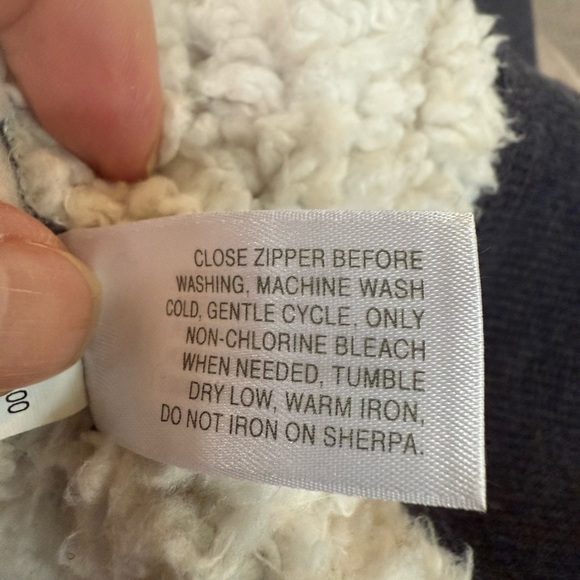 CLOSE ZIPPER BEFORE
WASHING, MACHINE WASH
COLD, GENTLE CYCLE, ONLY
NON-CHLORINE BLEACH
WHEN NEEDED, TUMBLE
DRY LOW, WARM IRON,
DO NOT IRON ON SHERPA.
00